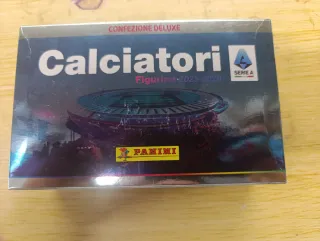 CONFEZIONE DELUXE
Calciatori
Figurine
SERIE A
PANINI